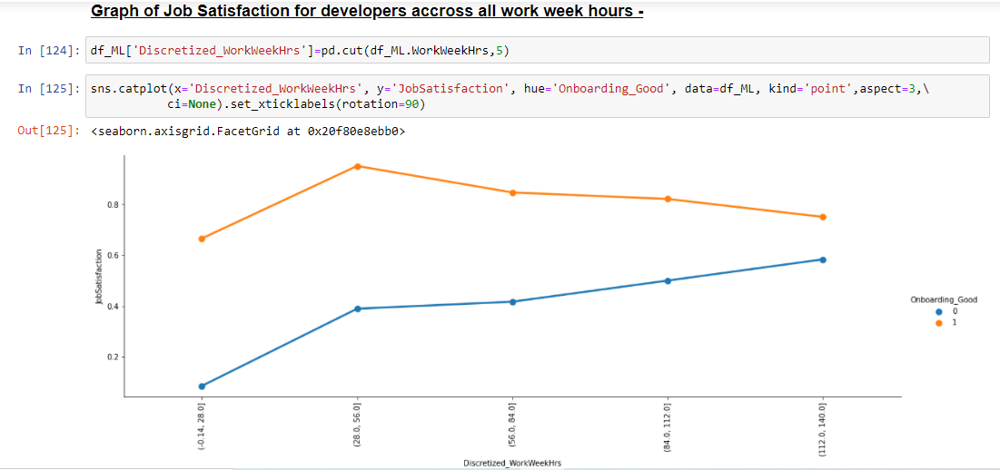 Graph of Job Satisfaction for developers accross all work week hours -
In [124]: df_ML['Discretized_WorkWeekHrs']=pd.cut(df_ML.WorkWeekHrs,5)
In [125]: sns.catplot(x='Discretized_WorkWeekHrs', y='JobSatisfaction', hue='Onboarding_Good', data=df_ML, kind='point',aspect=3,\
ci=None).set_xticklabels(rotation=90)
Out[125]: <seaborn.axisgrid.FacetGrid at 0x20f80e8ebb0>
0.8
0.6
0.4
0.2
JobSatisfaction
Onboarding_Good
0
1
(-0.14, 28.0]
(28.0, 56.0]
(56.0, 84.0]
(84.0, 112.0]
(112.0, 140.0]
Discretized_WorkWeekHrs